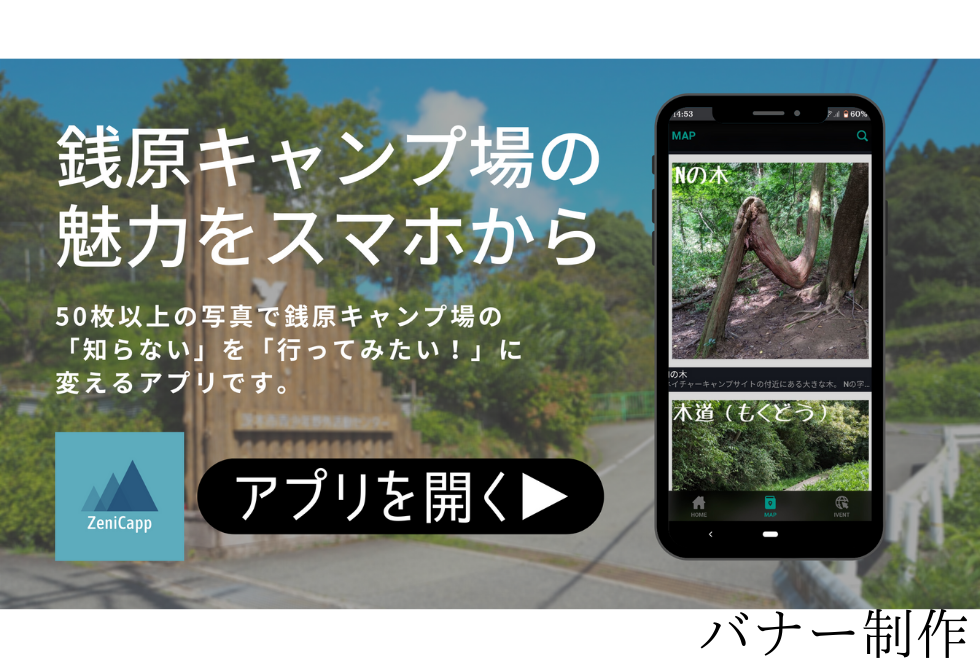 銭原キャンプ場の
魅力をスマホから
50枚以上の写真で銭原キャンプ場の
「知らない」を「行ってみたい!」に
変えるアプリです。
ZeniCapp
アプリを開く▶
14:53
60%
MAP
Nの木
Nの木
ネイチャーキャンプサイトの付近にある大きな木。 Nの字...
木道(もくどう)
HOME
MAP
IVENT
バナー制作